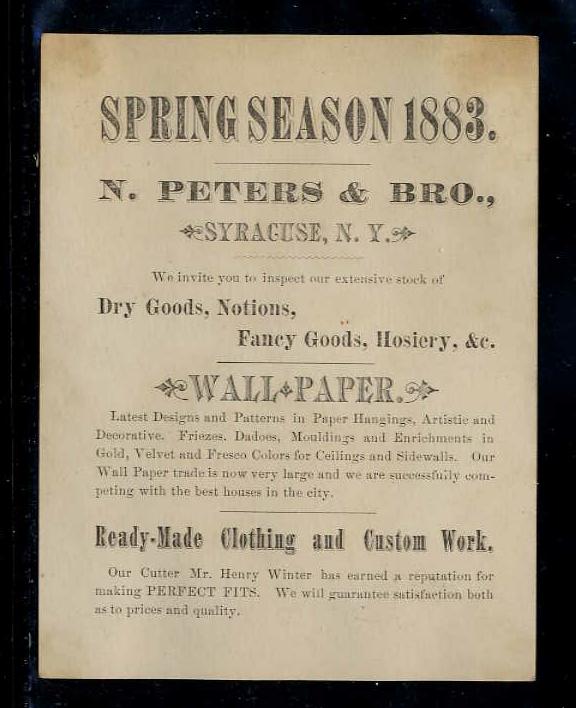 SPRING SEASON 1883.
N. PETERS & BRO.,
SYRACUSE, N. Y.
We invite you to inspect our extensive stock of
Dry Goods, Notions,
Fancy Goods, Hosiery, &c.
WALL PAPER.
Latest Designs and Patterns in Paper Hangings, Artistic and
Decorative. Friezes. Dadoes, Mouldings and Enrichments in
Gold, Velvet and Fresco Colors for Ceilings and Sidewalls. Our
Wall Paper trade is now very large and we are successfully com-
peting with the best houses in the city.
Ready-Made Clothing and Custom Work.
Our Cutter Mr. Henry Winter has earned a reputation for
making PERFECT FITS. We will guarantee satisfaction both
as to prices and quality.